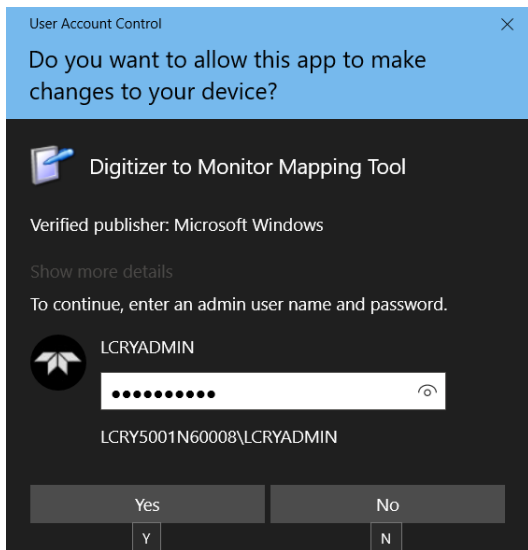 User Account Control
Do you want to allow this app to make
changes to your device?
Digitizer to Monitor Mapping Tool
Verified publisher: Microsoft Windows
Show more details
To continue, enter an admin user name and password.
LCRYADMIN
●●●●●●●●●●
LCRY5001N60008\LCRYADMIN
Yes No
Y N